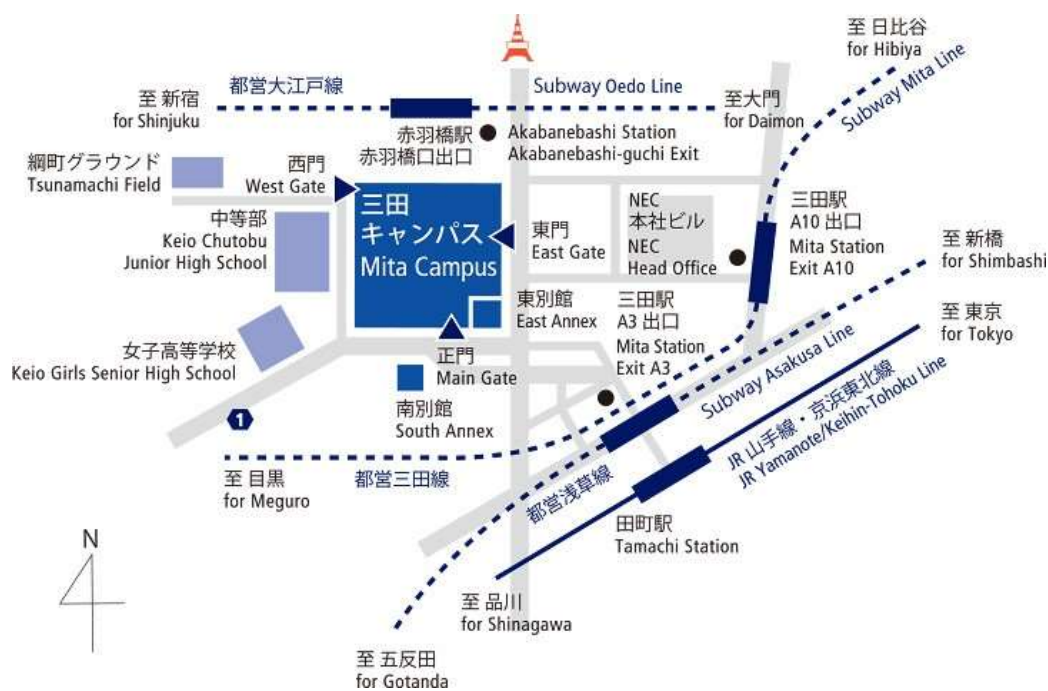 至 日比谷
for Hibiya
Subway Mita Line
都営大江戸線
Subway Oedo Line
至 新宿
for Shinjuku
至大門
for Daimon
赤羽橋駅
赤羽橋口出口
Akabanebashi Station
Akabanebashi-guchi Exit
綱町グラウンド
Tsunamachi Field
西門
West Gate
三田
キャンパス
Mita Campus
NEC
本社ビル
NEC
Head Office
三田駅
A10 出口
Mita Station
Exit A10
中等部
Keio Chutobu
Junior High School
東門
East Gate
至 新橋
for Shimbashi
東別館
East Annex
三田駅
A3 出口
Mita Station
Exit A3
至 東京
for Tokyo
女子高等学校
Keio Girls Senior High School
正門
Main Gate
Subway Asakusa Line
南別館
South Annex
1
JR 山手線・京浜東北線
JR Yamanote/Keihin-Tohoku Line
至 目黒
for Meguro
都営三田線
都営浅草線
田町駅
Tamachi Station
N
至 品川
for Shinagawa
至 五反田
for Gotanda